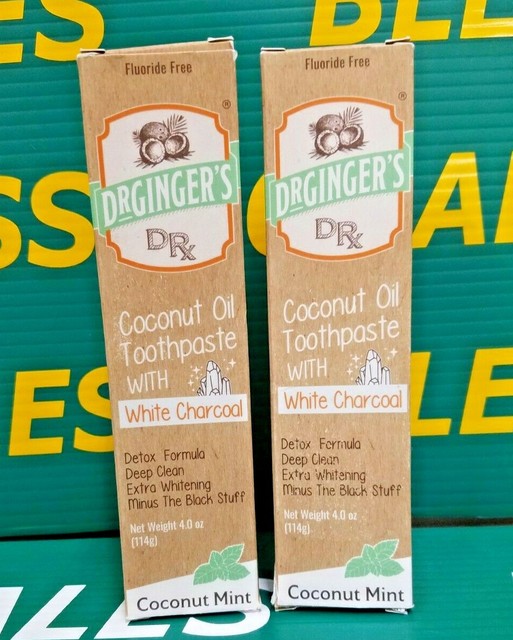 Fluoride Free
DRGINGER'S
DRx
Coconut Oil
Toothpaste
WITH
White Charcoal
Detox Formula
Deep Clean
Extra Whitening
Minus The Black Stuff
Net Weight 4.0 oz
(114g)
Coconut Mint
Fluoride Free
DRGINGER'S
DRx
Coconut Oil
Toothpaste
WITH
White Charcoal
Detox Formula
Deep Clean
Extra Whitening
Minus The Black Stuff
Net Weight 4.0 oz
(114g)
Coconut Mint